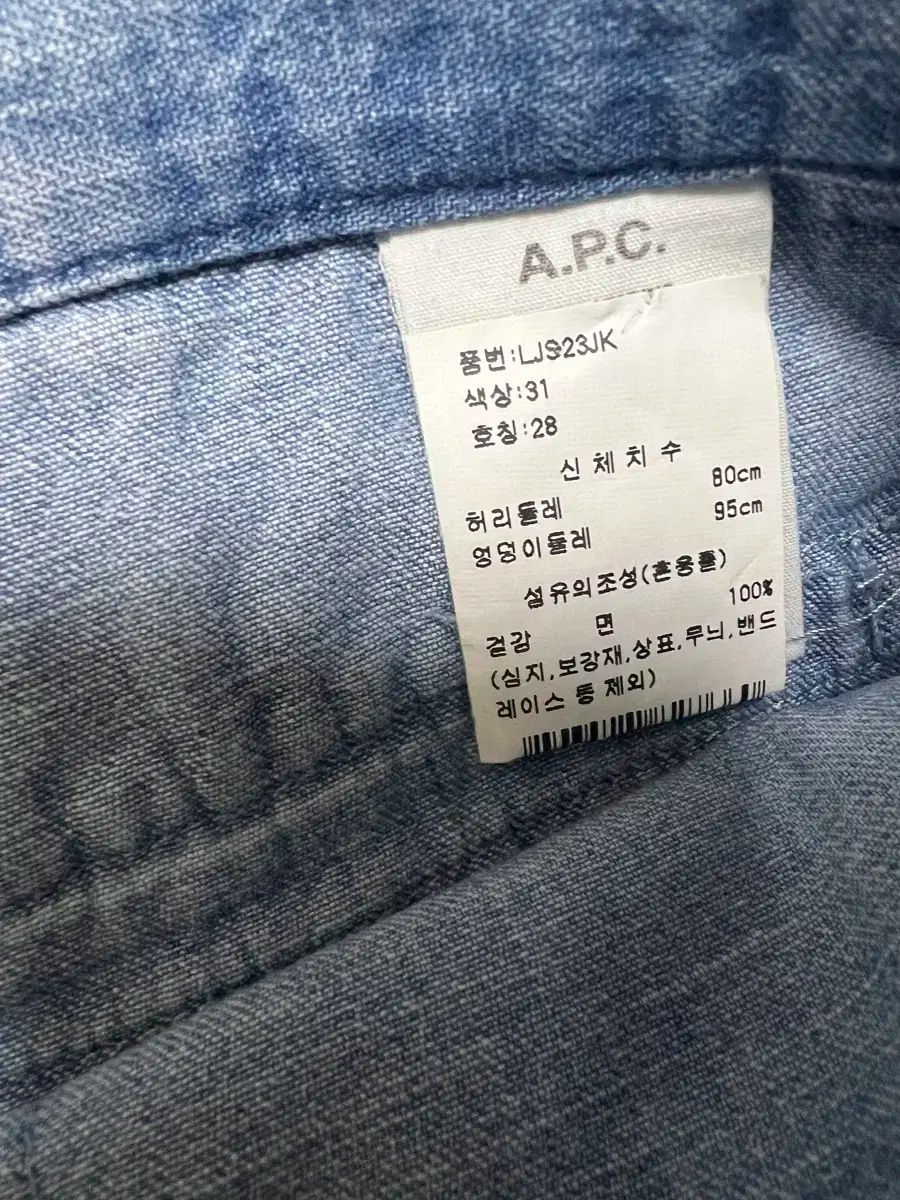 A.P.C.
품번:LJS23JK
색상:31
호칭:28
신체치수
허리둘레 80cm
엉덩이둘레 95cm
섬유의조성(혼용률)
겉감 면 100%
(심지,보강재,상표,무늬,밴드
레이스 등 제외)